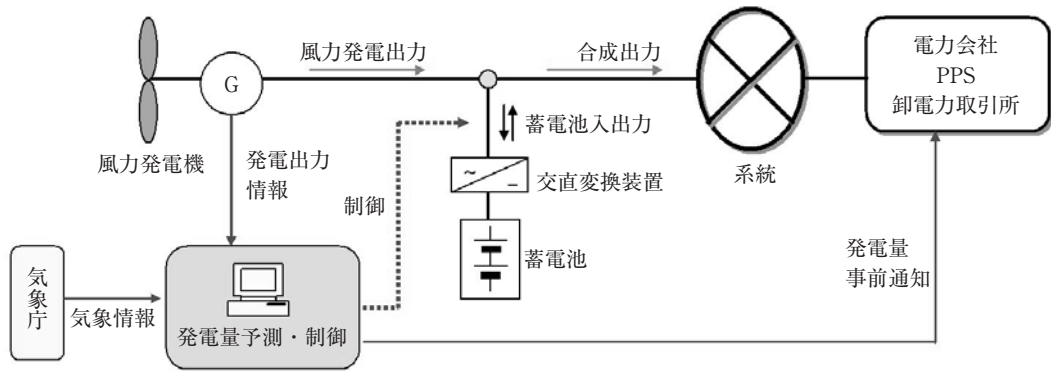 風力発電出力
合成出力
電力会社
PPS
卸電力取引所
G
風力発電機
発電出力
情報
蓄電池入出力
系統
交直変換装置
制御
蓄電池
発電量
事前通知
気象庁
気象情報
発電量予測・制御